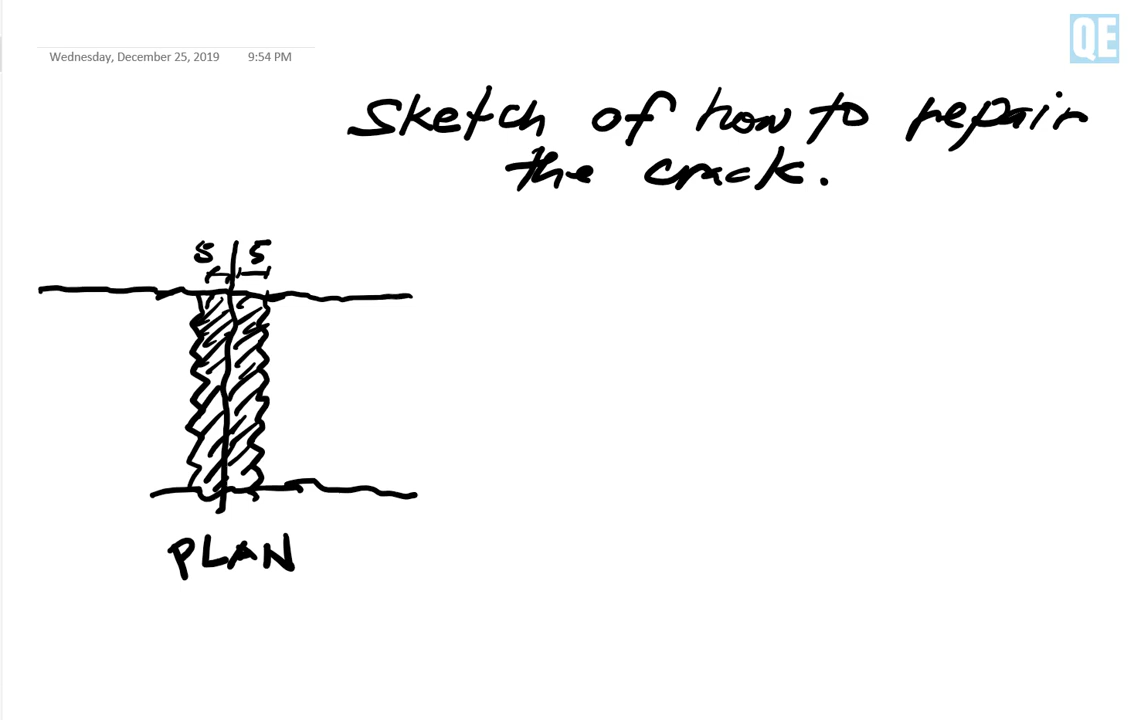 QE
Wednesday, December 25, 2019 9:54 PM
Sketch of how to repair
the crack.
5 5
PLAN